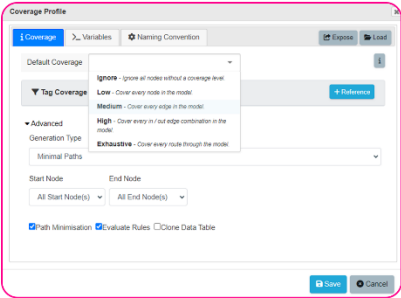 Coverage Profile
Coverage Variables Naming Convention Expose Load
Default Coverage
Ignore - Ignore all nodes without a coverage level.
Low - Cover every node in the model.
Medium - Cover every edge in the model.
High - Cover every in / out edge combination in the
model.
Exhaustive - Cover every route through the model.
Tag Coverage + Reference
Advanced
Generation Type
Minimal Paths
Start Node End Node
All Start Node(s) All End Node(s)
Path Minimisation Evaluate Rules Clone Data Table
Save Cancel